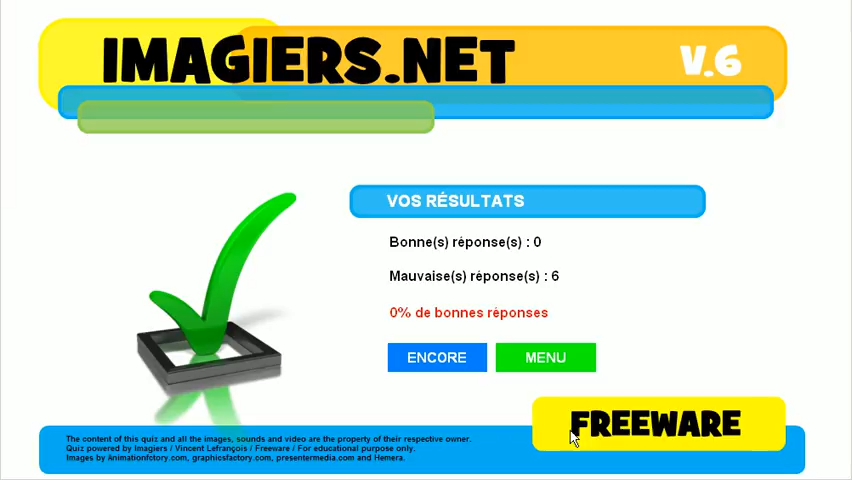 IMAGIERS.NET
V.6
VOS RÉSULTATS
Bonne(s) réponse(s) : 0
Mauvaise(s) réponse(s) : 6
0% de bonnes réponses
ENCORE
MENU
FREEWARE
The content of this quiz and all the images, sounds and video are the property of their respective owner.
Quiz powered by Imagiers / Vincent Lefrançois / Freeware / For educational purpose only.
Images by Animationfctory.com, graphicsfactory.com, presentermedia.com and Hemera.